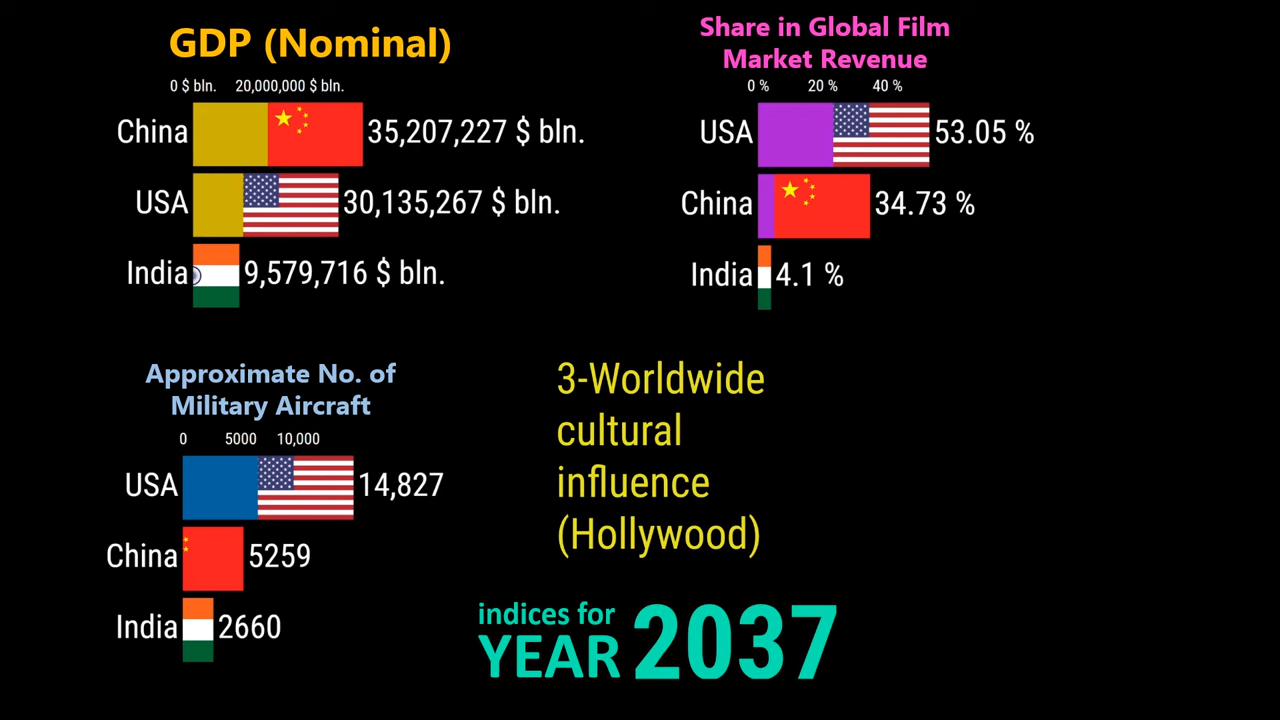 GDP (Nominal)
0 $ bln. 20,000,000 $ bln.
China 35,207,227 $ bln.
USA 30,135,267 $ bln.
India 9,579,716 $ bln.
Share in Global Film
Market Revenue
0 % 20 % 40 %
USA 53.05 %
China 34.73 %
India 4.1 %
Approximate No. of
Military Aircraft
0 5000 10,000
USA 14,827
China 5259
India 2660
3-Worldwide
cultural
influence
(Hollywood)
indices for
YEAR 2037